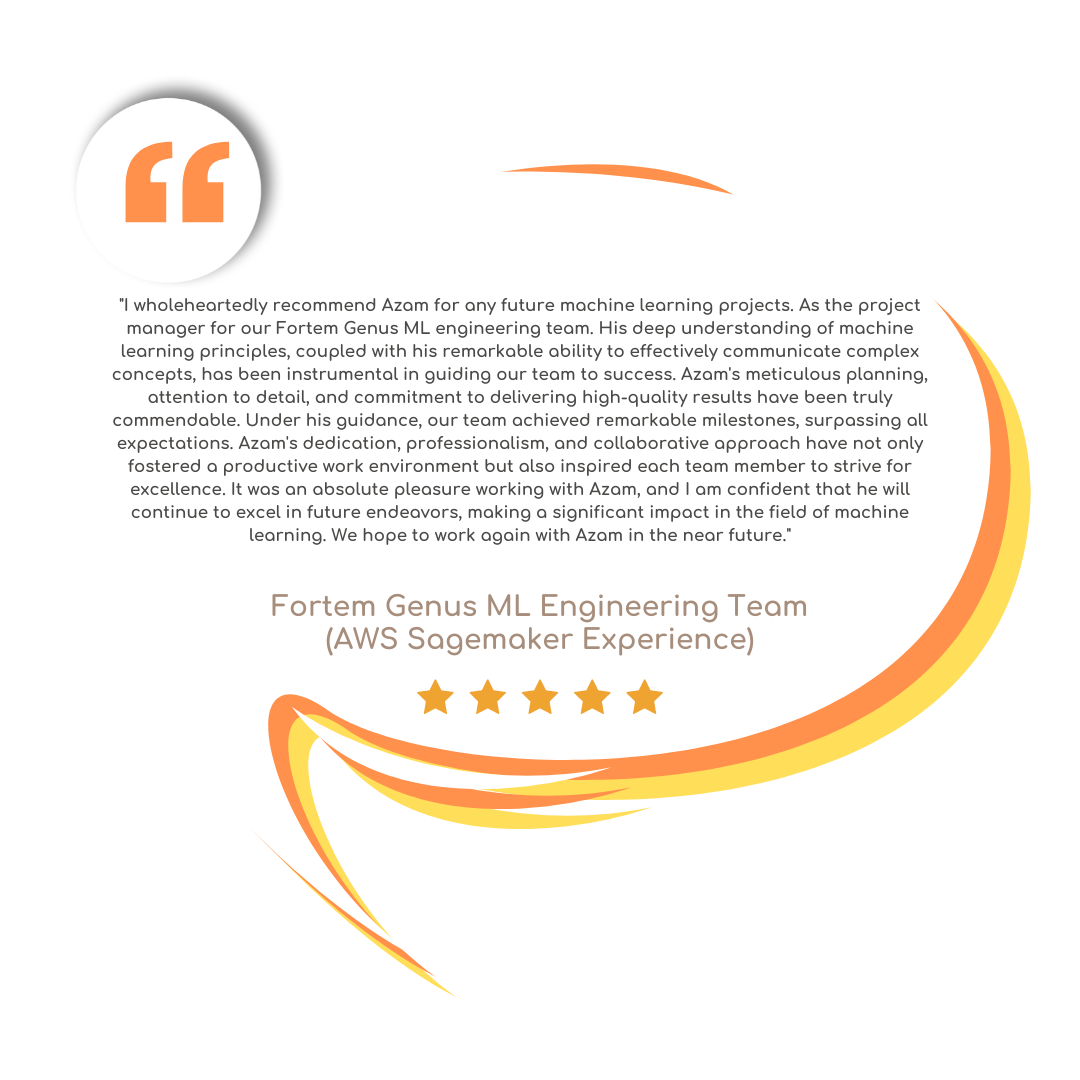 "I wholeheartedly recommend Azam for any future machine learning projects. As the project
manager for our Fortem Genus ML engineering team. His deep understanding of machine
learning principles, coupled with his remarkable ability to effectively communicate complex
concepts, has been instrumental in guiding our team to success. Azam's meticulous planning,
attention to detail, and commitment to delivering high-quality results have been truly
commendable. Under his guidance, our team achieved remarkable milestones, surpassing all
expectations. Azam's dedication, professionalism, and collaborative approach have not only
fostered a productive work environment but also inspired each team member to strive for
excellence. It was an absolute pleasure working with Azam, and I am confident that he will
continue to excel in future endeavors, making a significant impact in the field of machine
learning. We hope to work again with Azam in the near future."
Fortem Genus ML Engineering Team
(AWS Sagemaker Experience)